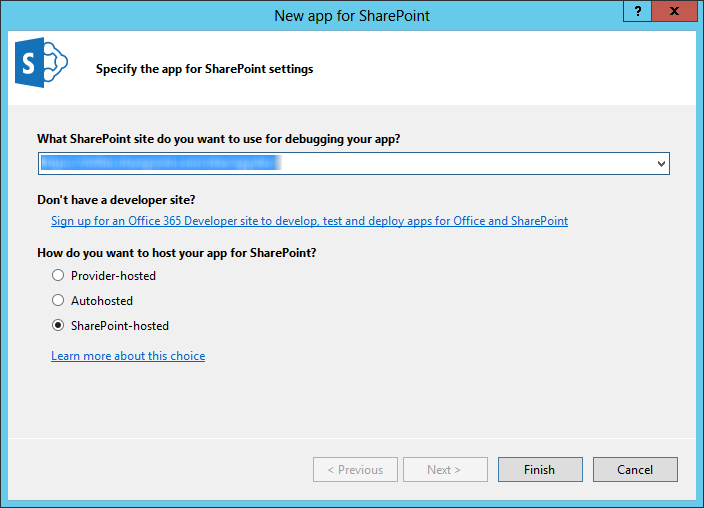 New app for SharePoint
?
x
S
Specify the app for SharePoint settings
What SharePoint site do you want to use for debugging your app?
Don't have a developer site?
Sign up for an Office 365 Developer site to develop, test and deploy apps for Office and SharePoint
How do you want to host your app for SharePoint?
Provider-hosted
Autohosted
SharePoint-hosted
Learn more about this choice
< Previous
Next >
Finish
Cancel